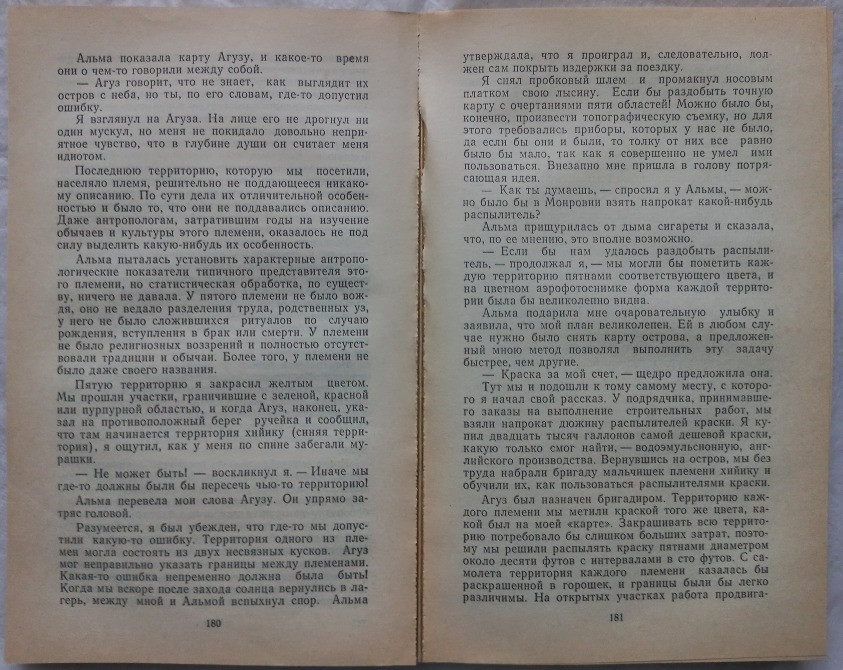 Альма показала карту Агузу, и какое-то время
они о чем-то говорили между собой.
— Агуз говорит, что не знает, как выглядит их
остров с неба, но ты, по его словам, где-то допустил
ошибку.
Я взглянул на Агуза. На лице его не дрогнул ни
один мускул, но меня не покидало довольно непри-
ятное чувство, что в глубине души он считает меня
идиотом.
Последнюю территорию, которую мы посетили,
населяло племя, решительно не поддающееся никако-
му описанию. По сути дела их отличительной особен-
ностью и было то, что они не поддавались описанию.
Даже антропологам, затратившим годы на изучение
обычаев и культуры этого племени, оказалось не под
силу выделить какую-нибудь их особенность.
Альма пыталась установить характерные антропо-
логические показатели типичного представителя это-
го племени, но статистическая обработка, по сущест-
ву, ничего не давала. У пятого племени не было вож-
дя, оно не ведало разделения труда, родственных уз,
у него не было сложившихся ритуалов по случаю
рождения, вступления в брак или смерти. У племени
не было религиозных воззрений и полностью отсутст-
вовали традиции и обычаи. Более того, у племени не
было даже своего названия.
Пятую территорию я закрасил желтым цветом.
Мы прошли участки, граничившие с зеленой, красной
или пурпурной областью, и когда Агуз, наконец, ука-
зал на противоположный берег ручейка и сообщил,
что там начинается территория хийнку (синяя терри-
тория), я ощутил, как у меня по спине забегали му-
рашки.
— Не может быть! — воскликнул я. — Иначе мы
где-то должны были бы пересечь чью-то территорию!
Альма перевела мои слова Агузу. Он упрямо за-
тряс головой.
Разумеется, я был убежден, что где-то мы допус-
тили какую-то ошибку. Территория одного из пле-
мен могла состоять из двух несвязных кусков. Агуз
мог неправильно указать границы между племенами.
Какая-то ошибка непременно должна была быть!
Когда мы вскоре после захода солнца вернулись в ла-
герь, между мной и Альмой вспыхнул спор. Альма
180
утверждала, что я проиграл и, следовательно, дол-
жен сам покрыть издержки за поездку.
Я снял пробковый шлем и промакнул носовым
платком свою лысину. Если бы раздобыть точную
карту с очертаниями пяти областей! Можно было бы,
конечно, произвести топографическую съемку, но для
этого требовались приборы, которых у нас не было,
да если бы они и были, то толку от них все равно
было бы мало, так как я совершенно не умел ими
пользоваться. Внезапно мне пришла в голову потря-
сающая идея.
— Как ты думаешь, — спросил я у Альмы, — мож-
но было бы в Монровии взять напрокат какой-нибудь
распылитель?
Альма прищурилась от дыма сигареты и сказала,
что, по ее мнению, это вполне возможно.
— Если бы нам удалось раздобыть распыли-
тель, — продолжал я, — мы могли бы пометить каж-
дую территорию пятнами соответствующего цвета, и
на цветном аэрофотоснимке форма каждой террито-
рии была бы великолепно видна.
Альма подарила мне очаровательную улыбку и
заявила, что мой план великолепен. Ей в любом слу-
чае нужно было снять карту острова, а предложен-
ный мною метод позволял выполнить эту задачу
быстрее, чем другие.
— Краска за мой счет, — щедро предложила она.
Тут мы и подошли к тому самому месту, с которо-
го я начал свой рассказ. У подрядчика, принимавше-
го заказы на выполнение строительных работ, мы
взяли напрокат дюжину распылителей краски. Я ку-
пил двадцать тысяч галлонов самой дешевой краски,
какую только смог найти, — водоэмульсионную, анг-
лийского производства. Вернувшись на остров, мы без
труда набрали бригаду мальчишек племени хийнку и
обучили их, как пользоваться распылителями краски.
Агуз был назначен бригадиром. Территорию каж-
дого племени мы метили краской того же цвета, ка-
кой был на моей «карте». Закрашивать всю террито-
рию потребовало бы слишком больших затрат, поэто-
му мы решили распылять краску пятнами диаметром
около десяти футов с интервалами в сто футов. С са-
молета территория каждого племени казалась бы
раскрашенной в горошек, и границы были бы легко
различимы. На открытых участках работа продвига-
181